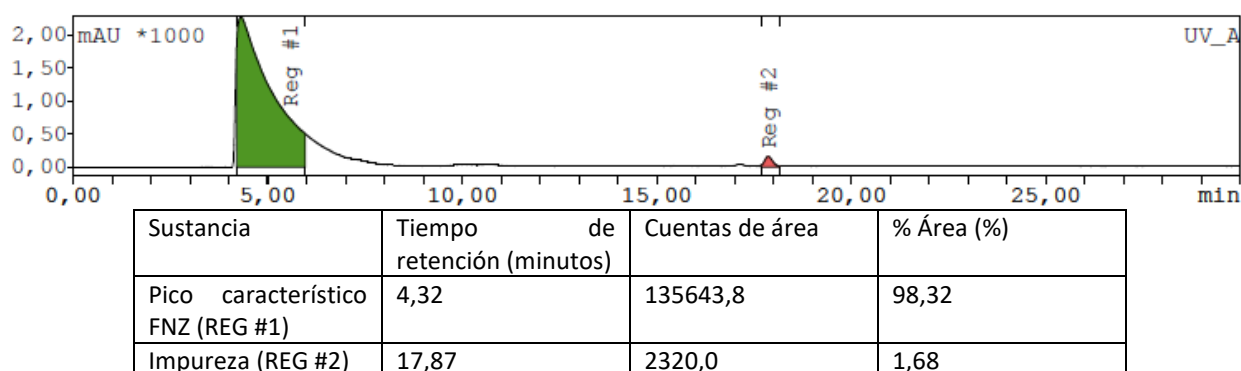 2,00 mAU *1000 Reg #1 Reg #2 UV_A
1,50
1,00
0,50
0,00
0,00 5,00 10,00 15,00 20,00 25,00 min
Sustancia Tiempo de retención (minutos) Cuentas de área % Área (%)
Pico característico FNZ (REG #1) 4,32 135643,8 98,32
Impureza (REG #2) 17,87 2320,0 1,68